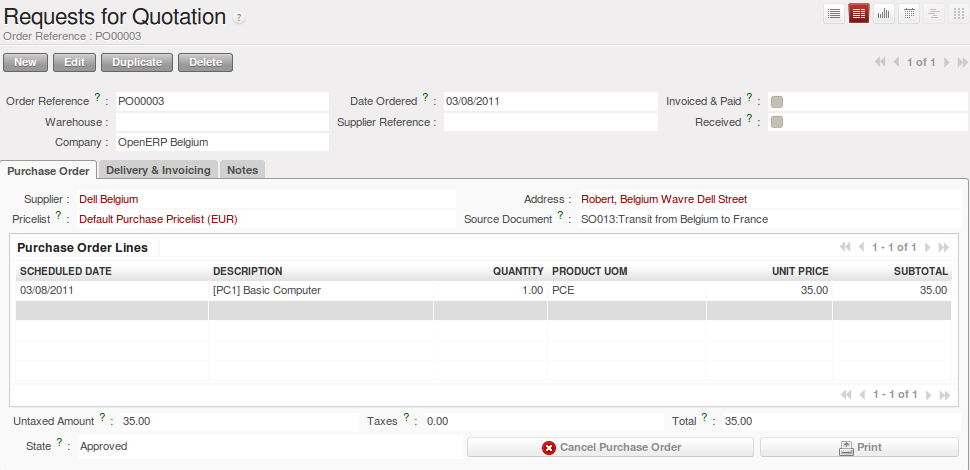 Requests for Quotation ?
Order Reference : PO00003
New Edit Duplicate Delete 1 of 1
Order Reference ? : PO00003 Date Ordered ? : 03/08/2011 Invoiced & Paid ? :
Warehouse : Supplier Reference : Received ? :
Company : OpenERP Belgium
Purchase Order Delivery & Invoicing Notes
Supplier : Dell Belgium Address : Robert, Belgium Wavre Dell Street
Pricelist ? : Default Purchase Pricelist (EUR) Source Document ? : SO013:Transit from Belgium to France
Purchase Order Lines 1 - 1 of 1
SCHEDULED DATE DESCRIPTION QUANTITY PRODUCT UOM UNIT PRICE SUBTOTAL
03/08/2011 [PC1] Basic Computer 1.00 PCE 35.00 35.00
1 - 1 of 1
Untaxed Amount ? : 35.00 Taxes ? : 0.00 Total ? : 35.00
State ? : Approved Cancel Purchase Order Print